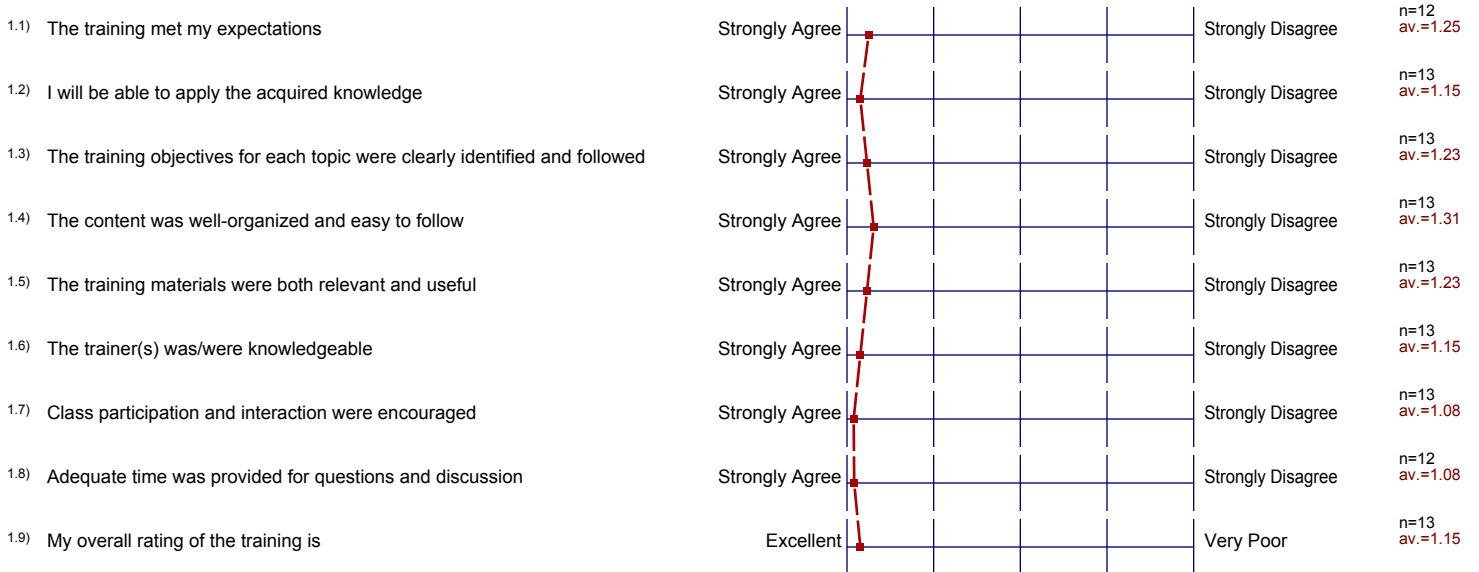 1.1) The training met my expectations Strongly Agree Strongly Disagree n=12 av.=1.25
1.2) I will be able to apply the acquired knowledge Strongly Agree Strongly Disagree n=13 av.=1.15
1.3) The training objectives for each topic were clearly identified and followed Strongly Agree Strongly Disagree n=13 av.=1.23
1.4) The content was well-organized and easy to follow Strongly Agree Strongly Disagree n=13 av.=1.31
1.5) The training materials were both relevant and useful Strongly Agree Strongly Disagree n=13 av.=1.23
1.6) The trainer(s) was/were knowledgeable Strongly Agree Strongly Disagree n=13 av.=1.15
1.7) Class participation and interaction were encouraged Strongly Agree Strongly Disagree n=13 av.=1.08
1.8) Adequate time was provided for questions and discussion Strongly Agree Strongly Disagree n=12 av.=1.08
1.9) My overall rating of the training is Excellent Very Poor n=13 av.=1.15